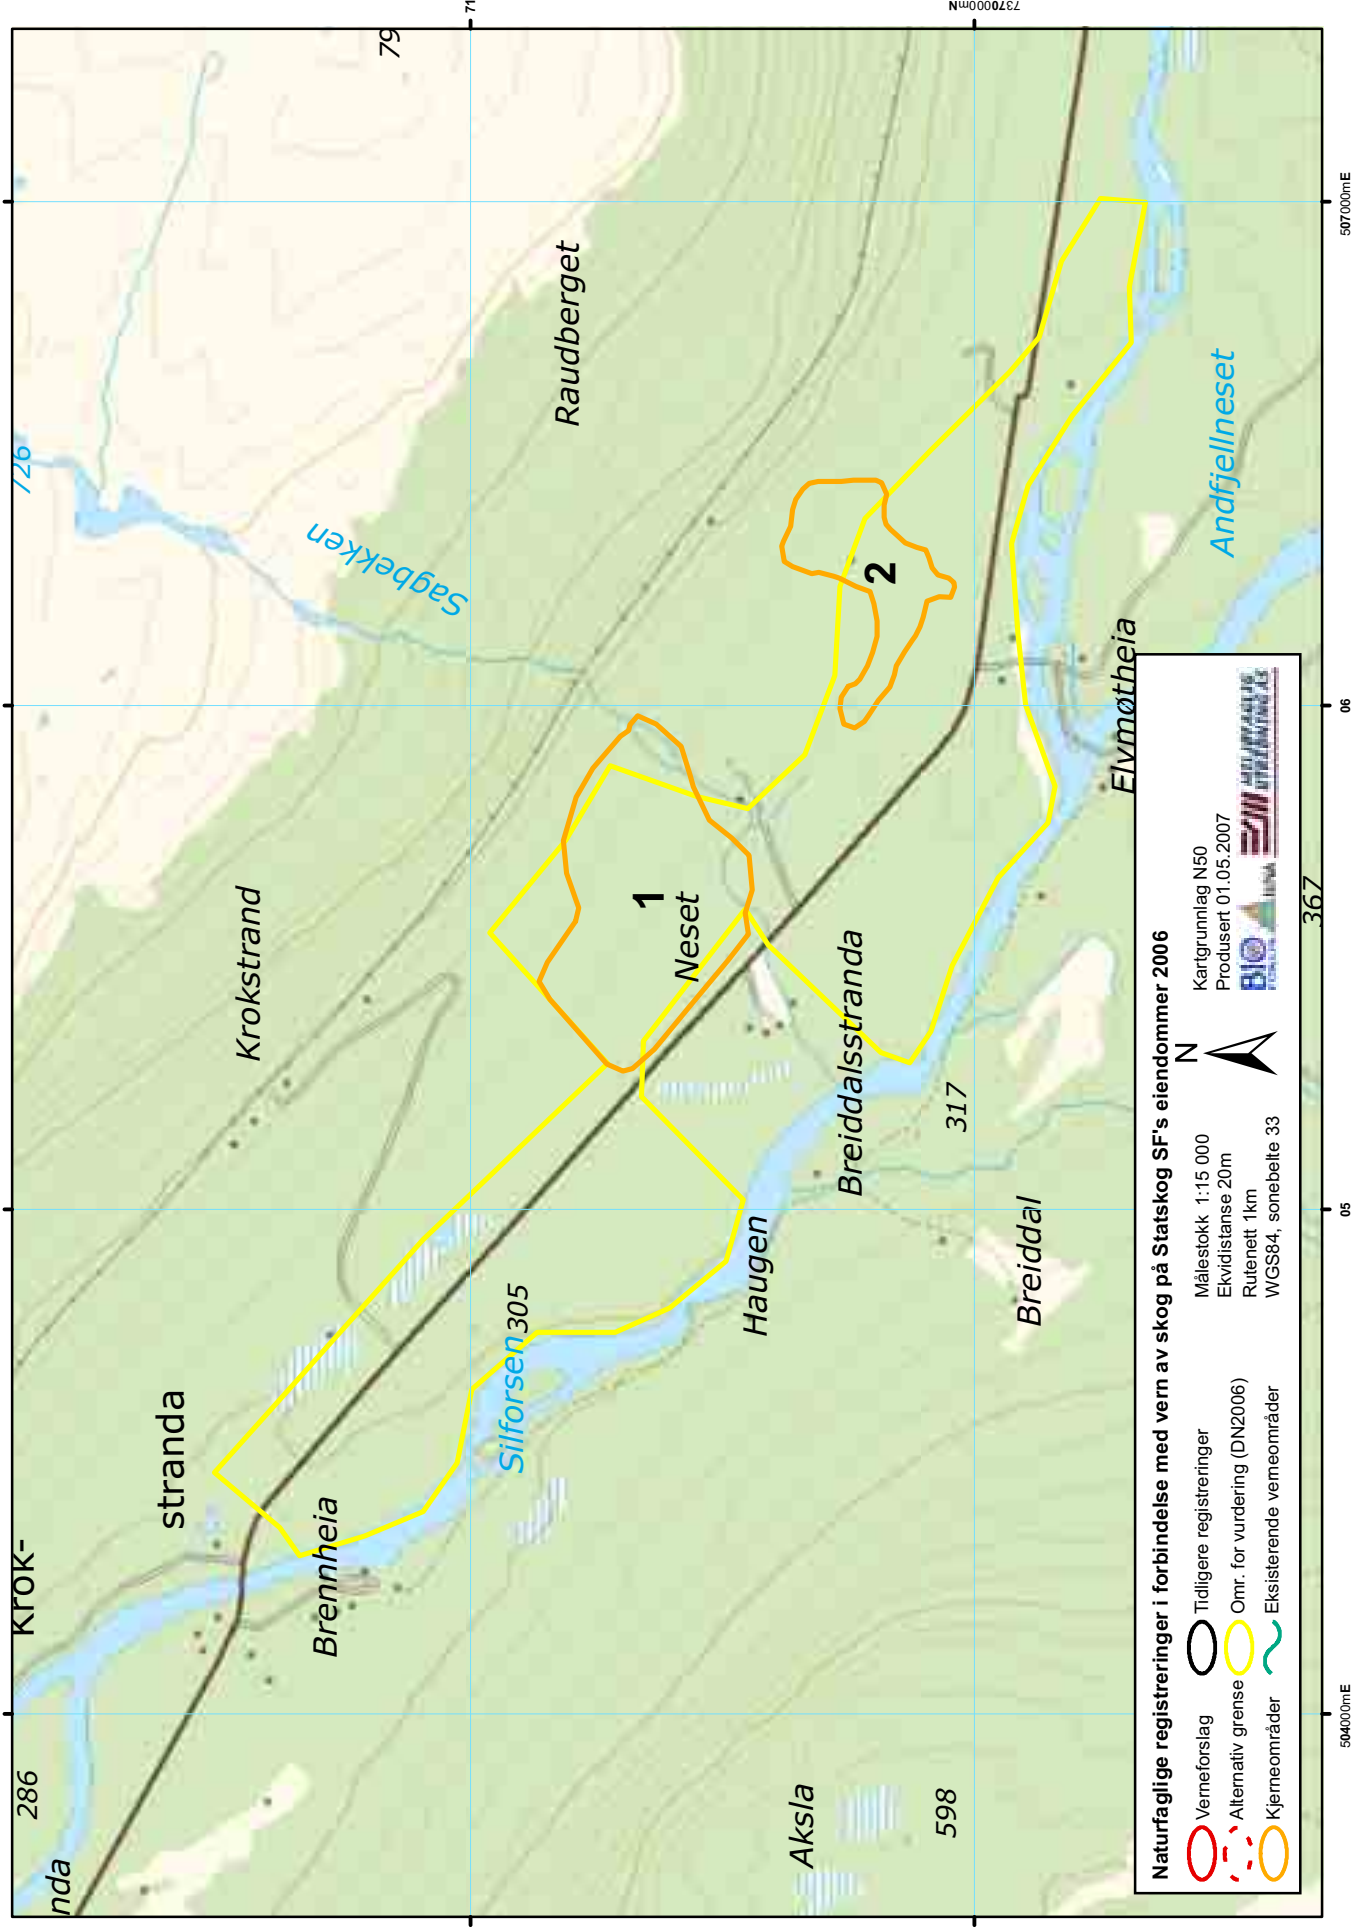 286
nda
Krok-
stranda
Krokstrand
726
79
Sagbekken
Raudberget
Brennheia
Silforsen
305
Haugen
1
Neset
2
Breiddalsstranda
317
Breiddal
Aksla
598
Elvmøtheia
Andfjellneset
367
71
7370000mN
504000mE
05
06
507000mE
Naturfaglige registreringer i forbindelse med vern av skog på Statskog SF's eiendommer 2006
Verneforslag
Alternativ grense
Kjerneområder
Tidligere registreringer
Omr. for vurdering (DN2006)
Eksisterende verneområder
Målestokk 1:15 000
Ekvidistanse 20m
Rutenett 1km
WGS84, sonebelte 33
N
Kartgrunnlag N50
Produsert 01.05.2007
BIO